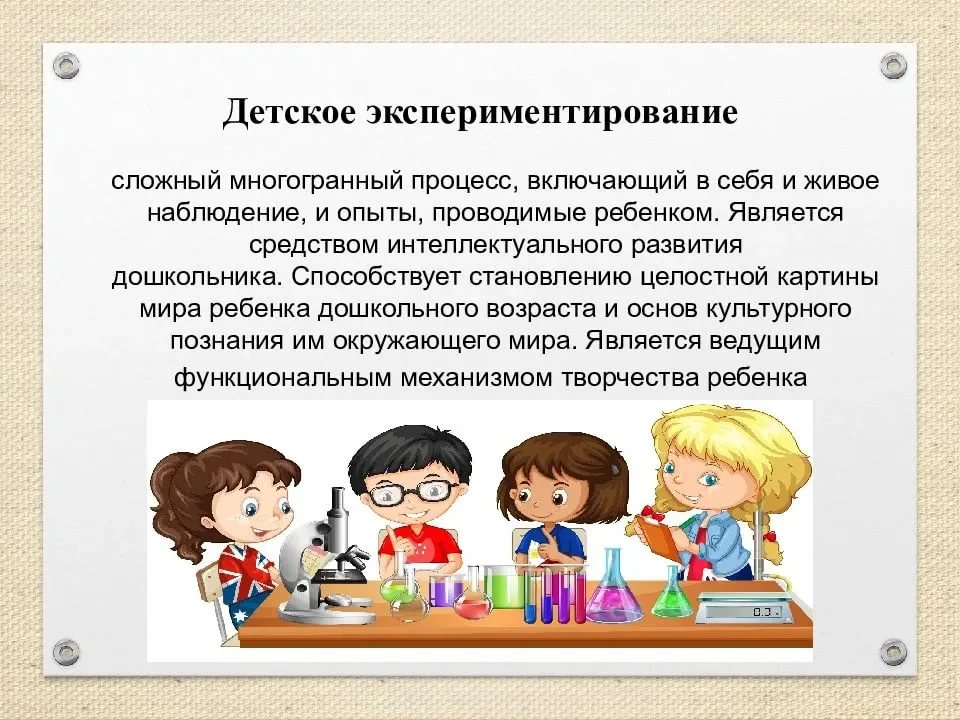 Детское экспериментирование
сложный многогранный процесс, включающий в себя и живое
наблюдение, и опыты, проводимые ребенком. Является
средством интеллектуального развития
дошкольника. Способствует становлению целостной картины
мира ребенка дошкольного возраста и основ культурного
познания им окружающего мира. Является ведущим
функциональным механизмом творчества ребенка
0.3